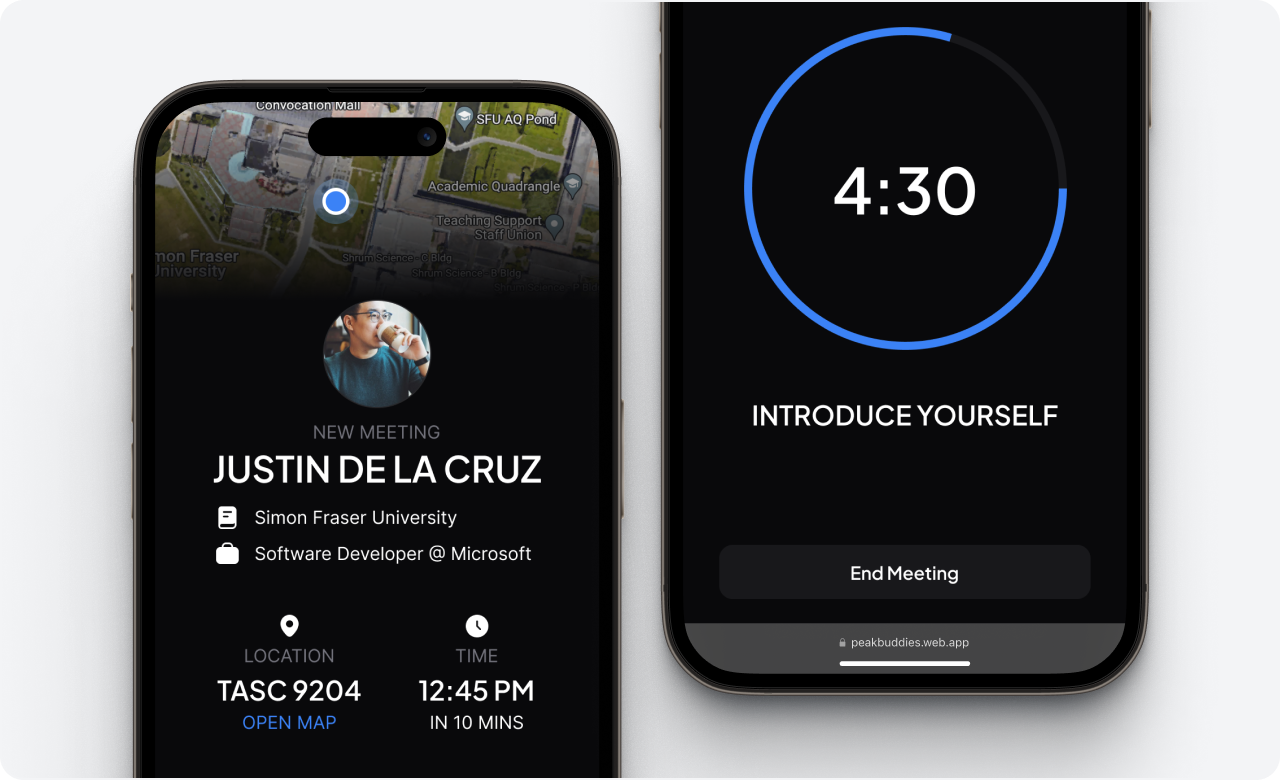 Convocation Mall
SFU AQ Pond
Academic Quadrangle
Teaching Support
Staff Union
mon Fraser
University
Shrum Science - C Bldg
Shrum Science - B Bldg
NEW MEETING
JUSTIN DE LA CRUZ
Simon Fraser University
Software Developer @ Microsoft
LOCATION
TIME
TASC 9204
12:45 PM
OPEN MAP
IN 10 MINS
4:30
INTRODUCE YOURSELF
End Meeting
peakbuddies.web.app